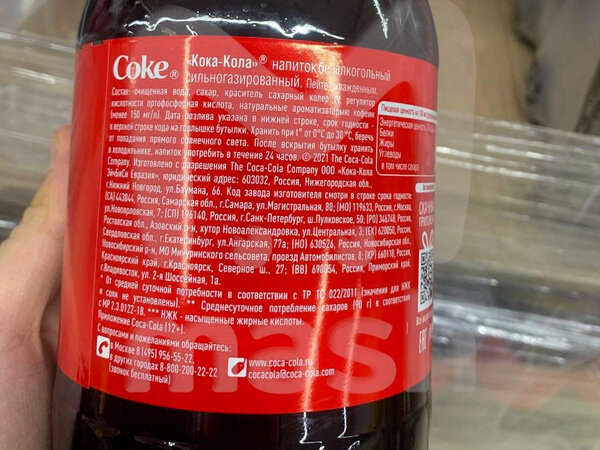 Coke®
«Кока-Кола»® напиток безалкогольный
сильногазированный. Пейте охлажденным.
Состав: очищенная вода, сахар, краситель сахарный колер IV, регулятор
кислотности ортофосфорная кислота, натуральные ароматизаторы, кофеин
(менее 150 мг/л). Дата розлива указана в нижней строке, срок годности -
в верхней строке кода на горлышке бутылки. Хранить при t° от 0°С до 30 °С, беречь
от попадания прямого солнечного света. После вскрытия бутылку хранить
в холодильнике, напиток употребить в течение 24 часов. © 2021 The Coca-Cola
Company. Изготовлено с разрешения The Coca-Cola Company ООО «Кока-Кола
ЭйчБиСи Евразия», юридический адрес: 603032, Россия, Нижегородская обл.,
г.Нижний Новгород, ул.Баумана, 66. Код завода изготовителя смотри в строке срока годности:
(СА) 443844, Россия, Самарская обл., г.Самара, ул.Магистральная, 80; (МО) 119633, Россия, г.Москва,
ул.Новоорловская, 7; (СП) 196140, Россия, г.Санкт-Петербург, ш.Пулковское, 50; (РО) 346748, Россия,
Ростовская обл., Азовский р-н, хутор Новоалександровка, ул.Центральная, 3; (ЕК) 620050, Россия,
Свердловская обл., г.Екатеринбург, ул.Ангарская, 77а; (НО) 630526, Россия, Новосибирская обл.,
Новосибирский р-н, МО Мичуринского сельсовета, проезд Автомобилистов, 8; (КР) 660118, Россия,
Красноярский край, г.Красноярск, Северное ш., 27; (ВВ) 690054, Россия, Приморский край,
г.Владивосток, ул. 2-я Шоссейная, 1а.
* От средней суточной потребности в соответствии с ТР ТС 022/2011 (значения для НЖК
и соли не установлены). ** Среднесуточное потребление сахаров (90 г) в соответствии
с МР 2.3.0122-18. *** НЖК - насыщенные жирные кислоты.
Приложение Coca-Cola (12+).
С вопросами и пожеланиями обращайтесь:
в Москве 8 (495) 956-55-22,
в других городах 8-800-200-22-22
(звонок бесплатный)
www.coca-cola.ru
cocacola@coca-cola.com
Пищевая ценность на 100 мл
Энергетическая ценность
Белки
Жиры
Углеводы
в том числе сахара
EAC
mash